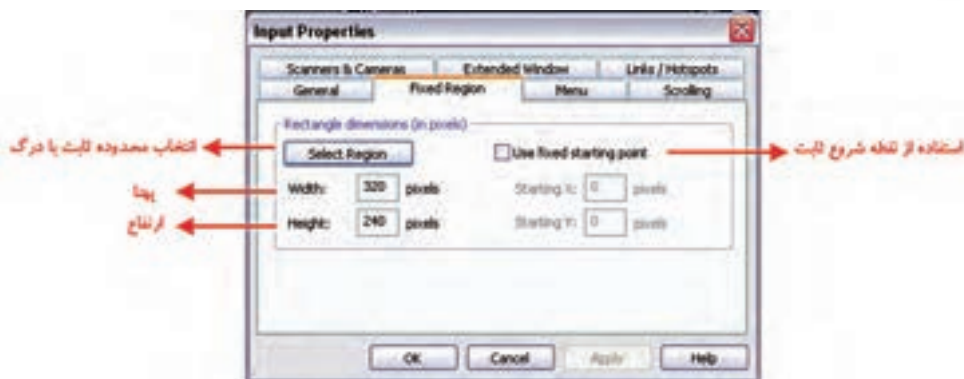 Input Properties
Scanners & Cameras Extended Window Links / Hotspots
General Fixed Region Menu Scrolling
Rectangle dimensions (in pixels)
انتخاب محدوده ثابت با درگ
Select Region
Use fixed starting point
استفاده از نقطه شروع ثابت
پهنا
Width: 320 pixels
Starting X: 0 pixels
ارتفاع
Height: 240 pixels
Starting Y: 0 pixels
OK Cancel Apply Help